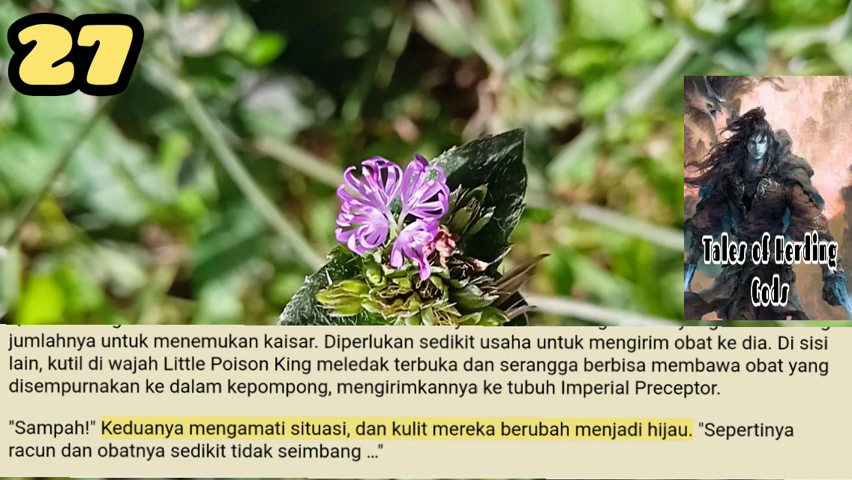 27
Tales of Herding
Gods
jumlahnya untuk menemukan kaisar. Diperlukan sedikit usaha untuk mengirim obat ke dia. Di sisi
lain, kutil di wajah Little Poison King meledak terbuka dan serangga berbisa membawa obat yang
disempurnakan ke dalam kepompong, mengirimkannya ke tubuh Imperial Preceptor.
"Sampah!" Keduanya mengamati situasi, dan kulit mereka berubah menjadi hijau. "Sepertinya
racun dan obatnya sedikit tidak seimbang ..."